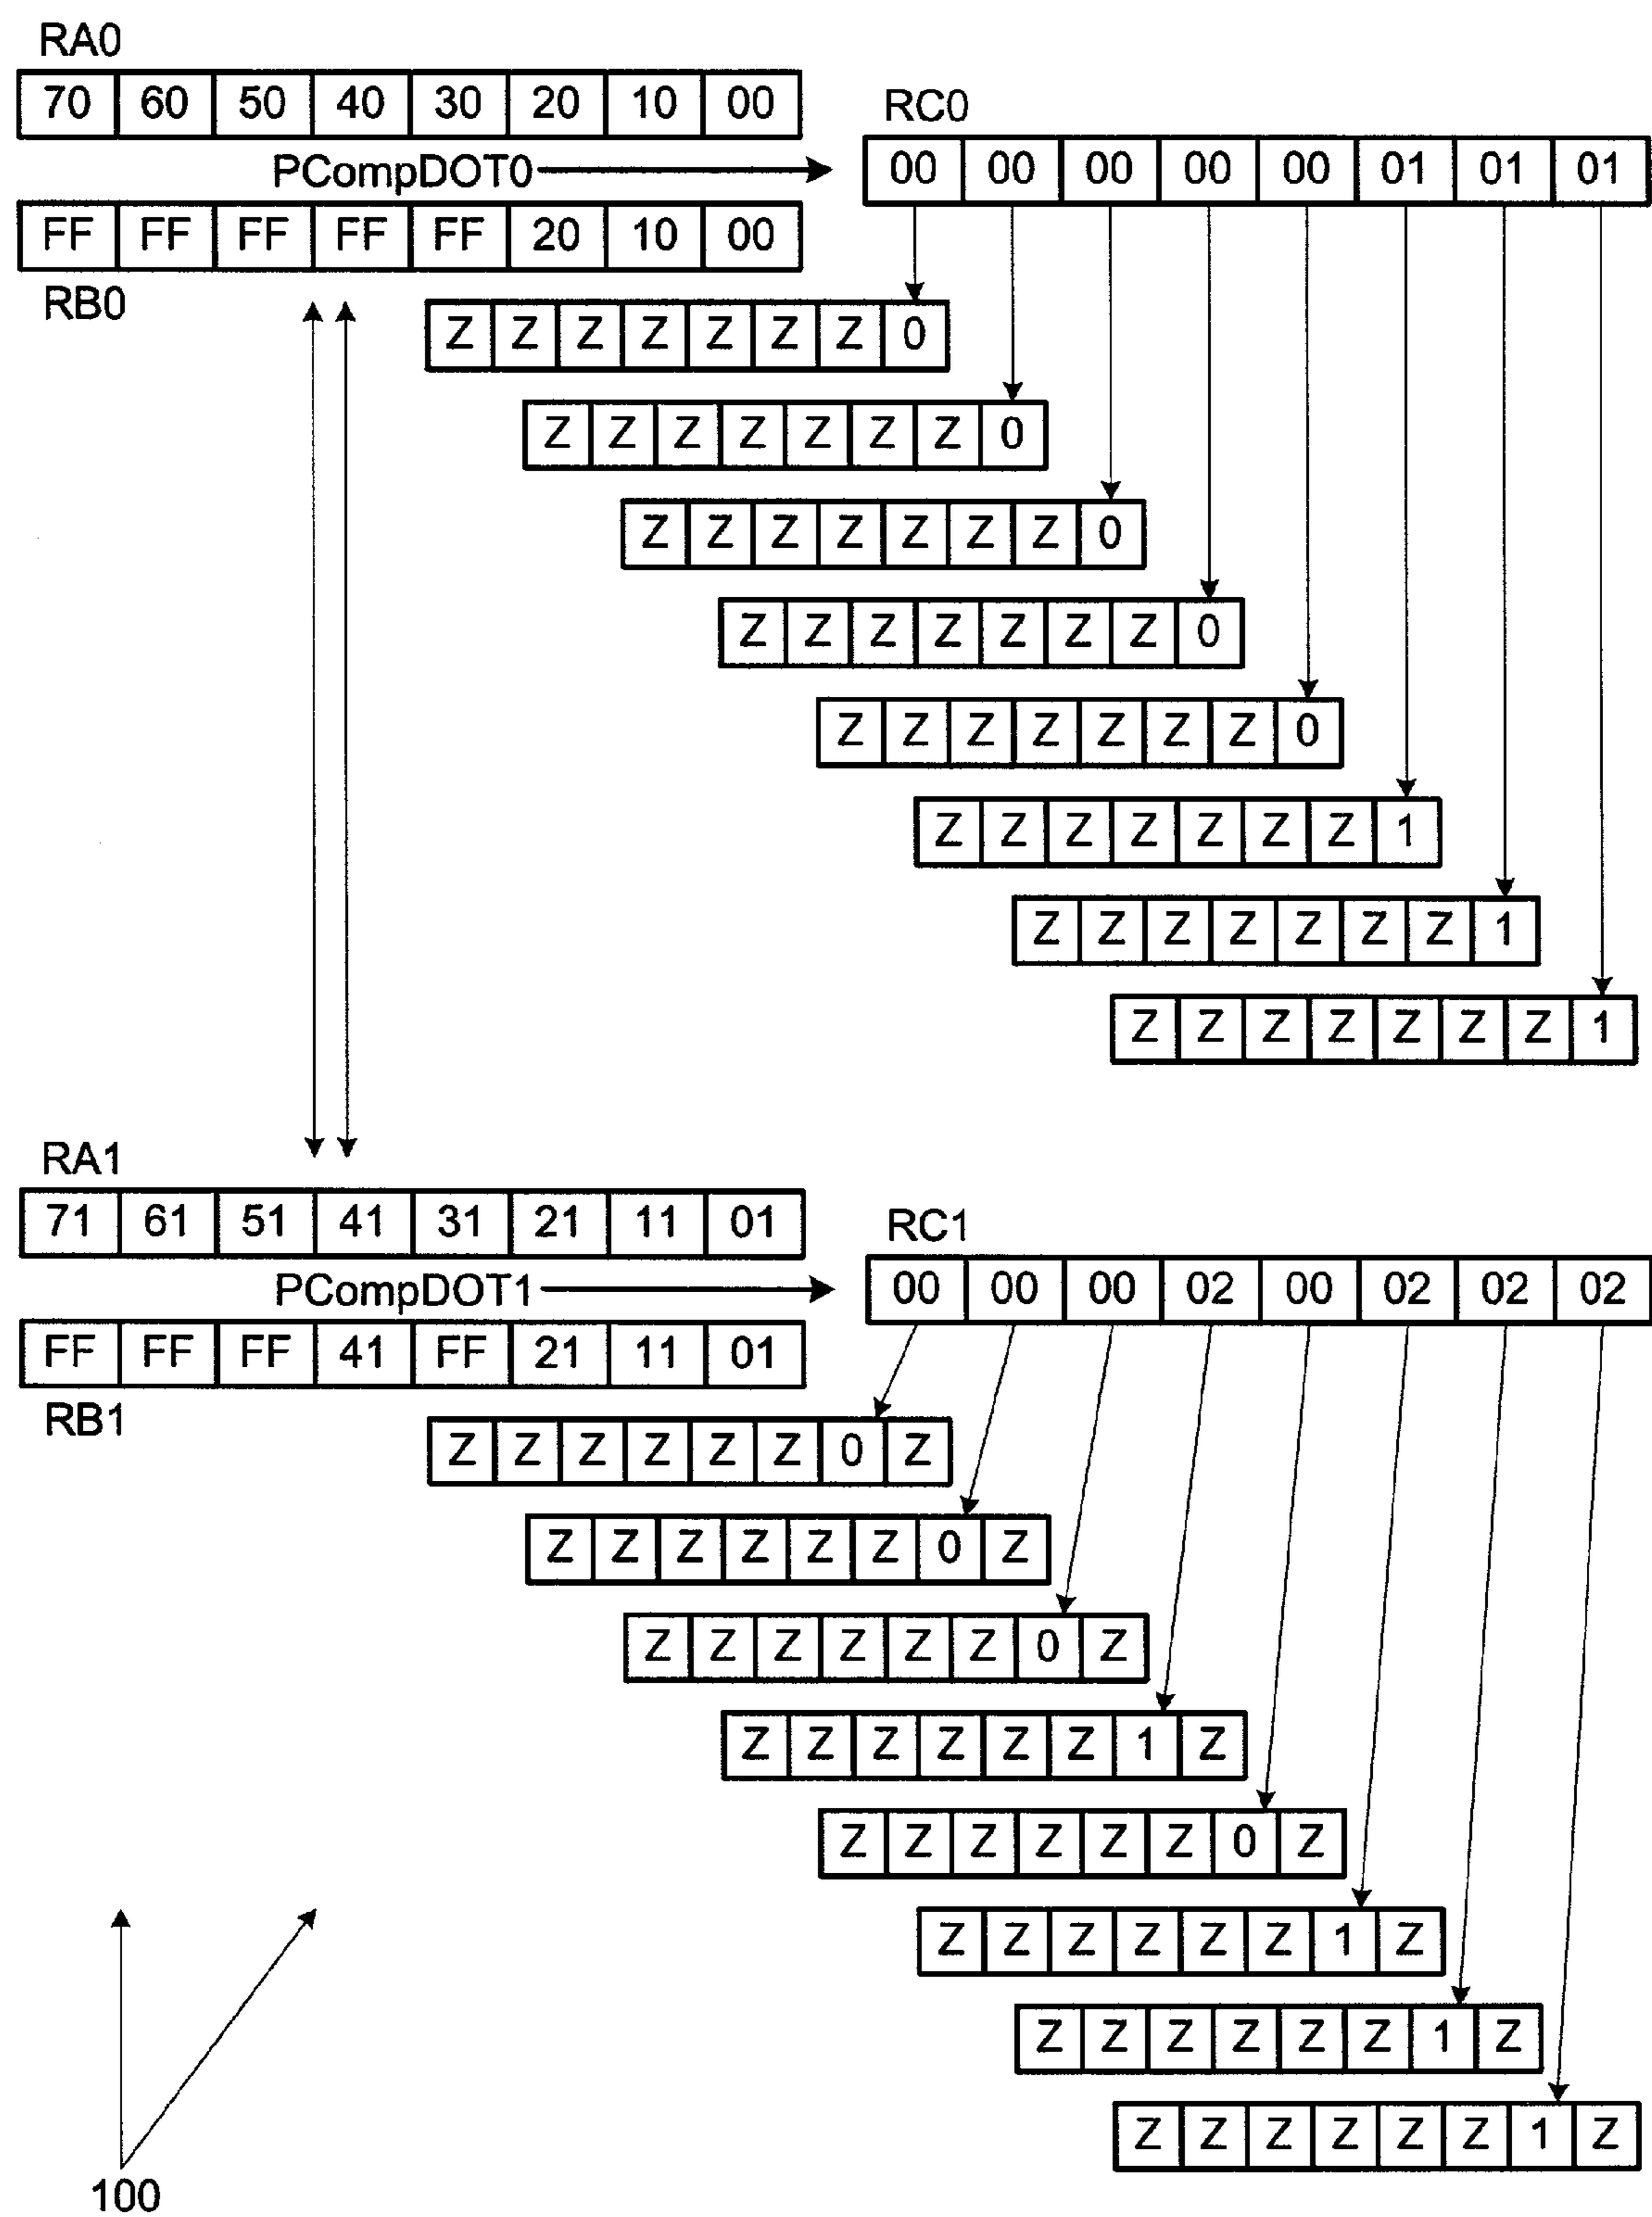 RA0
70 60 50 40 30 20 10 00
RC0
PCompDOT0
00 00 00 00 00 01 01 01
FF FF FF FF FF 20 10 00
RB0
Z Z Z Z Z Z Z 0
Z Z Z Z Z Z Z 0
Z Z Z Z Z Z Z 0
Z Z Z Z Z Z Z 0
Z Z Z Z Z Z Z 0
Z Z Z Z Z Z Z 1
Z Z Z Z Z Z Z 1
Z Z Z Z Z Z Z 1
RA1
71 61 51 41 31 21 11 01
RC1
PCompDOT1
00 00 00 02 00 02 02 02
FF FF FF 41 FF 21 11 01
RB1
Z Z Z Z Z Z 0 Z
Z Z Z Z Z Z 0 Z
Z Z Z Z Z Z 0 Z
Z Z Z Z Z Z 1 Z
Z Z Z Z Z Z 0 Z
Z Z Z Z Z Z 1 Z
Z Z Z Z Z Z 1 Z
Z Z Z Z Z Z 1 Z
100